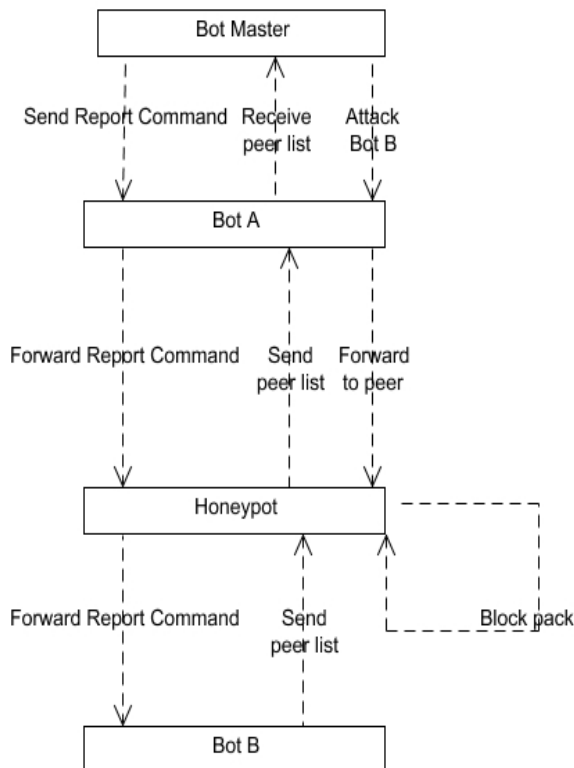 Bot Master
Send Report Command
Receive
peer list
Attack
Bot B
Bot A
Forward Report Command
Send
peer list
Forward
to peer
Honeypot
Forward Report Command
Send
peer list
Block pack
Bot B